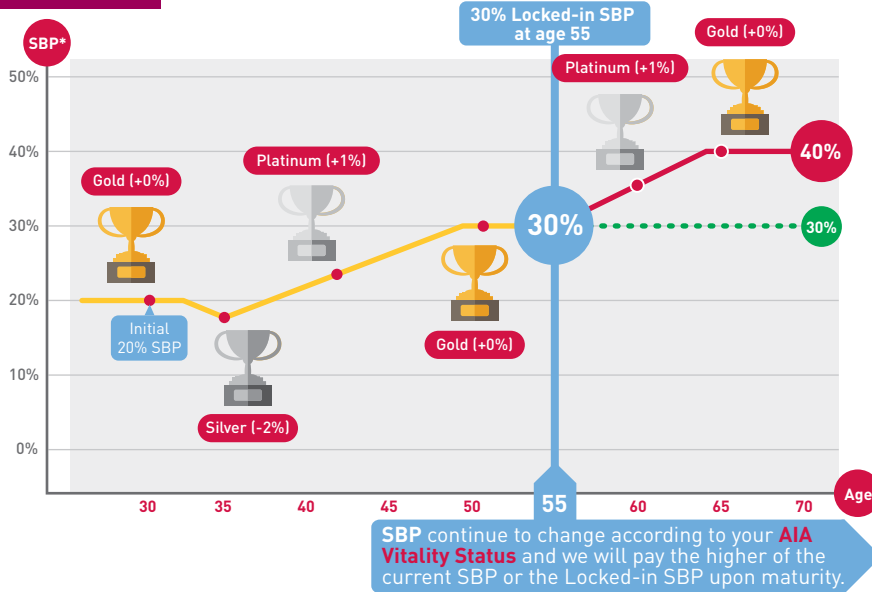 30% Locked-in SBP
at age 55
Gold (+0%)
SBP*
Platinum (+1%)
50%
Platinum (+1%)
40%
40%
Gold (+0%)
30%
30%
30%
20%
Initial
20% SBP
Gold (+0%)
10%
Silver (-2%)
0%
30
35
40
45
50
55
60
65
70
Age
SBP continue to change according to your AIA
Vitality Status and we will pay the higher of the
current SBP or the Locked-in SBP upon maturity.